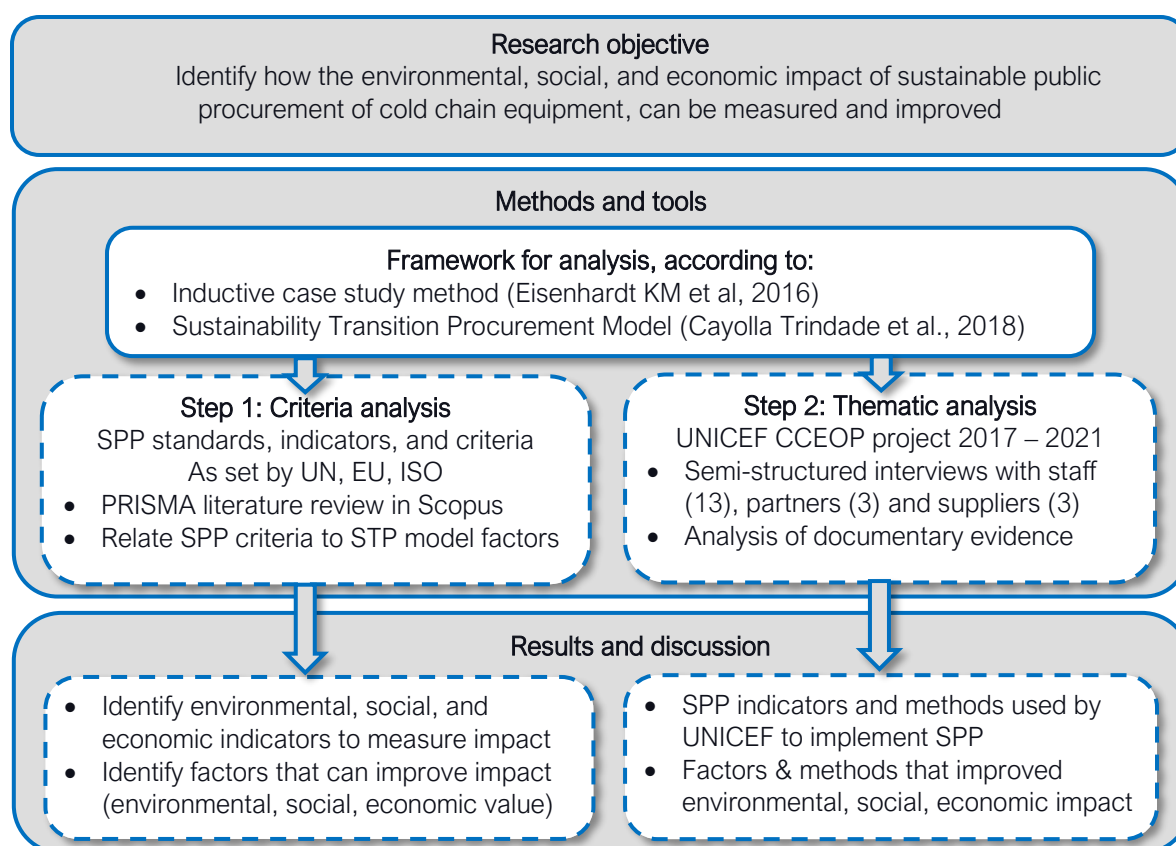 Research objective
Identify how the environmental, social, and economic impact of sustainable public
procurement of cold chain equipment, can be measured and improved
Methods and tools
Framework for analysis, according to:
• Inductive case study method (Eisenhardt KM et al, 2016)
• Sustainability Transition Procurement Model (Cayolla Trindade et al., 2018)
Step 1: Criteria analysis
SPP standards, indicators, and criteria
As set by UN, EU, ISO
• PRISMA literature review in Scopus
• Relate SPP criteria to STP model factors
Step 2: Thematic analysis
UNICEF CCEOP project 2017 – 2021
• Semi-structured interviews with staff
(13), partners (3) and suppliers (3)
• Analysis of documentary evidence
Results and discussion
• Identify environmental, social, and
economic indicators to measure impact
• Identify factors that can improve impact
(environmental, social, economic value)
• SPP indicators and methods used by
UNICEF to implement SPP
• Factors & methods that improved
environmental, social, economic impact